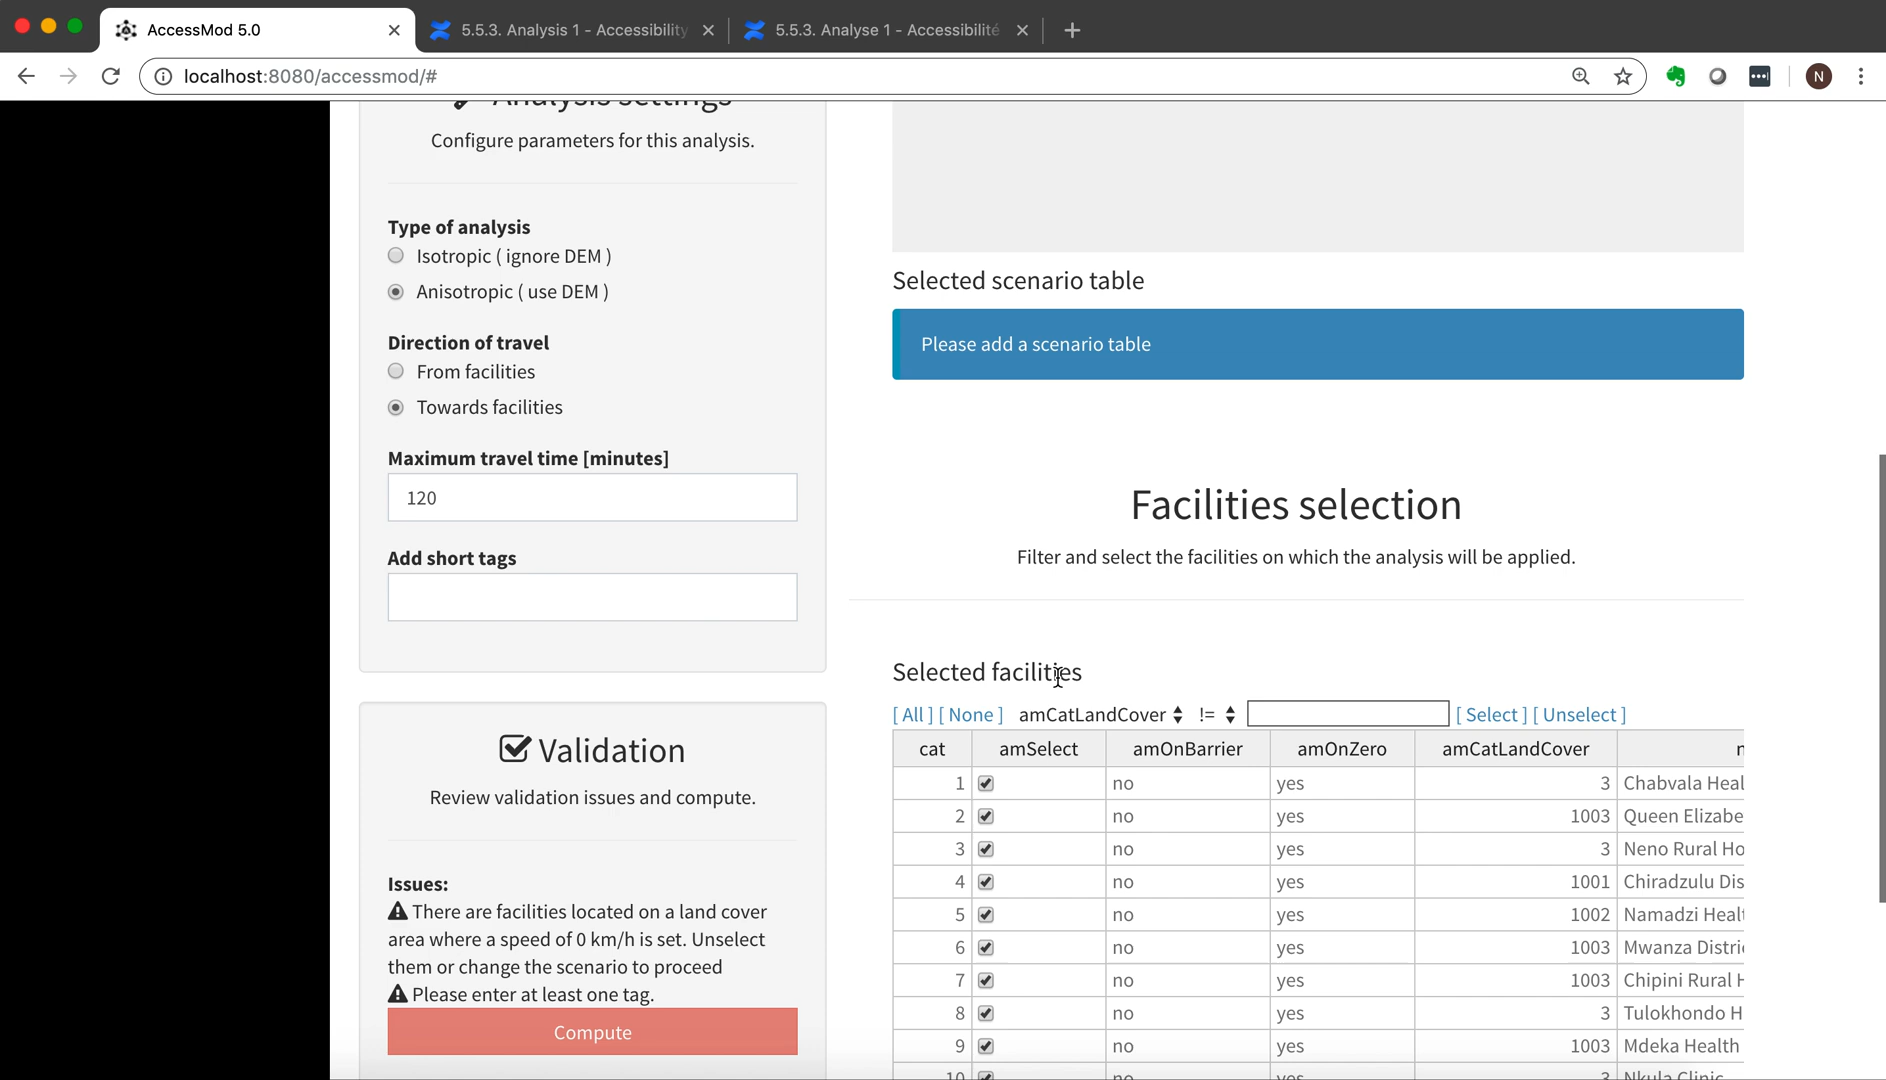 AccessMod 5.0
5.5.3. Analysis 1 - Accessibility
5.5.3. Analyse 1 - Accessibilité
localhost:8080/accessmod/#
N
Analysis settings
Configure parameters for this analysis.
Type of analysis
Isotropic ( ignore DEM )
Anisotropic ( use DEM )
Direction of travel
From facilities
Towards facilities
Maximum travel time [minutes]
120
Add short tags
Validation
Review validation issues and compute.
Issues:
There are facilities located on a land cover
area where a speed of 0 km/h is set. Unselect
them or change the scenario to proceed
Please enter at least one tag.
Compute
Selected scenario table
Please add a scenario table
Facilities selection
Filter and select the facilities on which the analysis will be applied.
Selected facilities
[ All ] [ None ] amCatLandCover != [ Select ] [ Unselect ]
cat amSelect amOnBarrier amOnZero amCatLandCover n
1 no yes 3 Chabvala Heal
2 no yes 1003 Queen Elizabe
3 no yes 3 Neno Rural Ho
4 no yes 1001 Chiradzulu Dis
5 no yes 1002 Namadzi Healt
6 no yes 1003 Mwanza Distri
7 no yes 1003 Chipini Rural H
8 no yes 3 Tulokhondo H
9 no yes 1003 Mdeka Health
10 no yes 3 Nkula Clinic